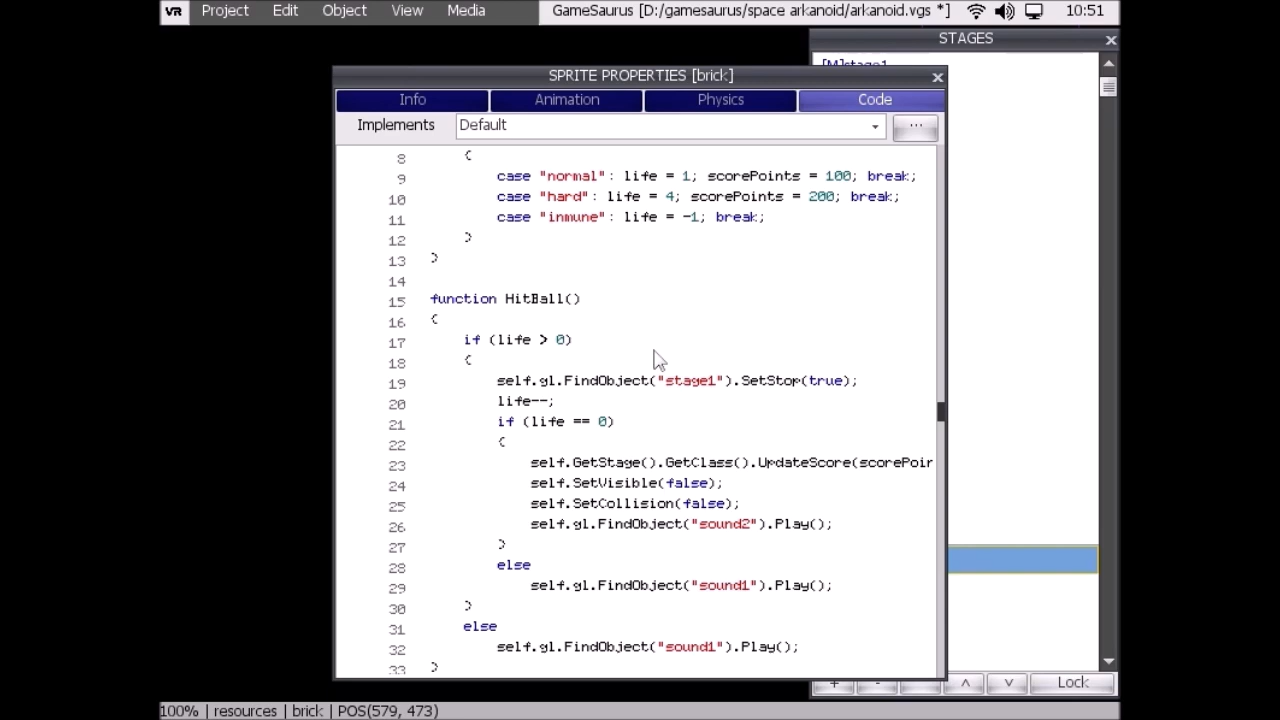 VR Project Edit Object View Media GameSaurus [D:/gamesaurus/space arkanoid/arkanoid.vgs *] 10:51
STAGES
[M]stage1
SPRITE PROPERTIES [brick]
Info Animation Physics Code
Implements Default ...
8 {
9 case "normal": life = 1; scorePoints = 100; break;
10 case "hard": life = 4; scorePoints = 200; break;
11 case "inmune": life = -1; break;
12 }
13 }
14
15 function HitBall()
16 {
17 if (life > 0)
18 {
19 self.gl.FindObject("stage1").SetStop(true);
20 life--;
21 if (life == 0)
22 {
23 self.GetStage().GetClass().UpdateScore(scorePoir
24 self.SetVisible(false);
25 self.SetCollision(false);
26 self.gl.FindObject("sound2").Play();
27 }
28 else
29 self.gl.FindObject("sound1").Play();
30 }
31 else
32 self.gl.FindObject("sound1").Play();
33 }
+ - ^ v Lock
100% | resources | brick | POS(579, 473)